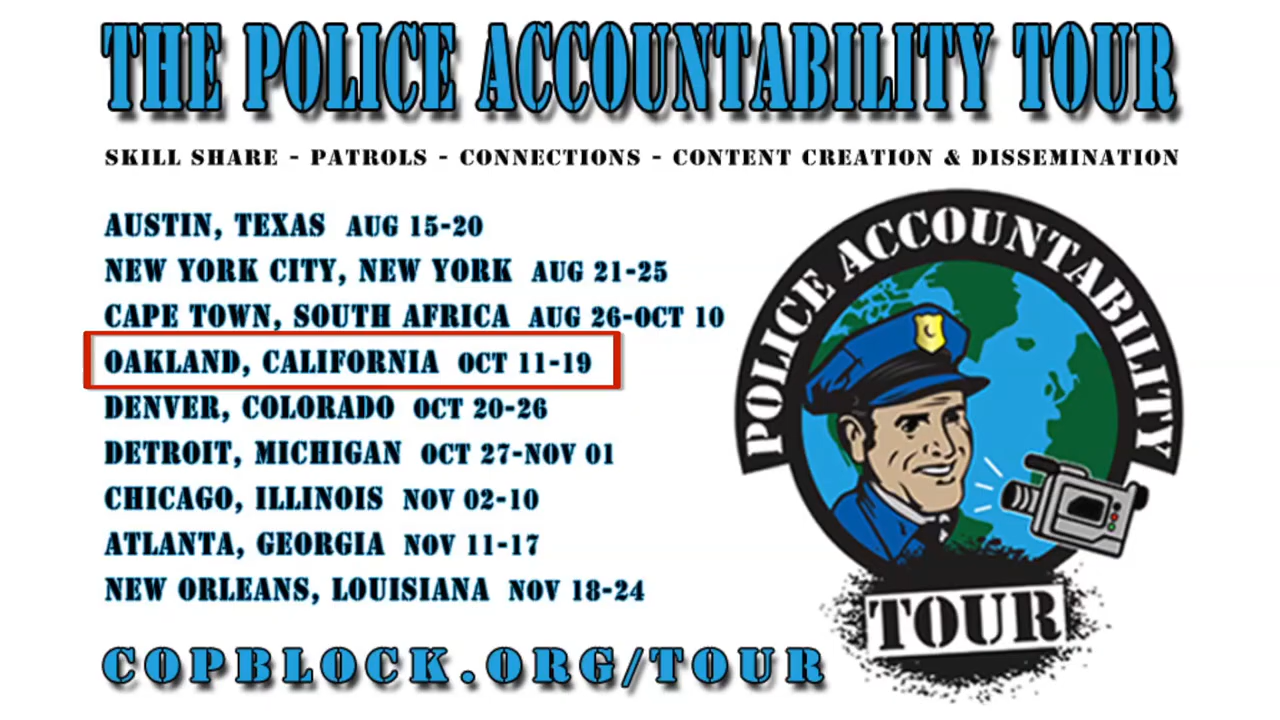 THE POLICE ACCOUNTABILITY TOUR
SKILL SHARE - PATROLS - CONNECTIONS - CONTENT CREATION & DISSEMINATION
AUSTIN, TEXAS AUG 15-20
NEW YORK CITY, NEW YORK AUG 21-25
CAPE TOWN, SOUTH AFRICA AUG 26-OCT 10
OAKLAND, CALIFORNIA OCT 11-19
DENVER, COLORADO OCT 20-26
DETROIT, MICHIGAN OCT 27-NOV 01
CHICAGO, ILLINOIS NOV 02-10
ATLANTA, GEORGIA NOV 11-17
NEW ORLEANS, LOUISIANA NOV 18-24
COPBLOCK.ORG/TOUR
POLICE ACCOUNTABILITY
TOUR